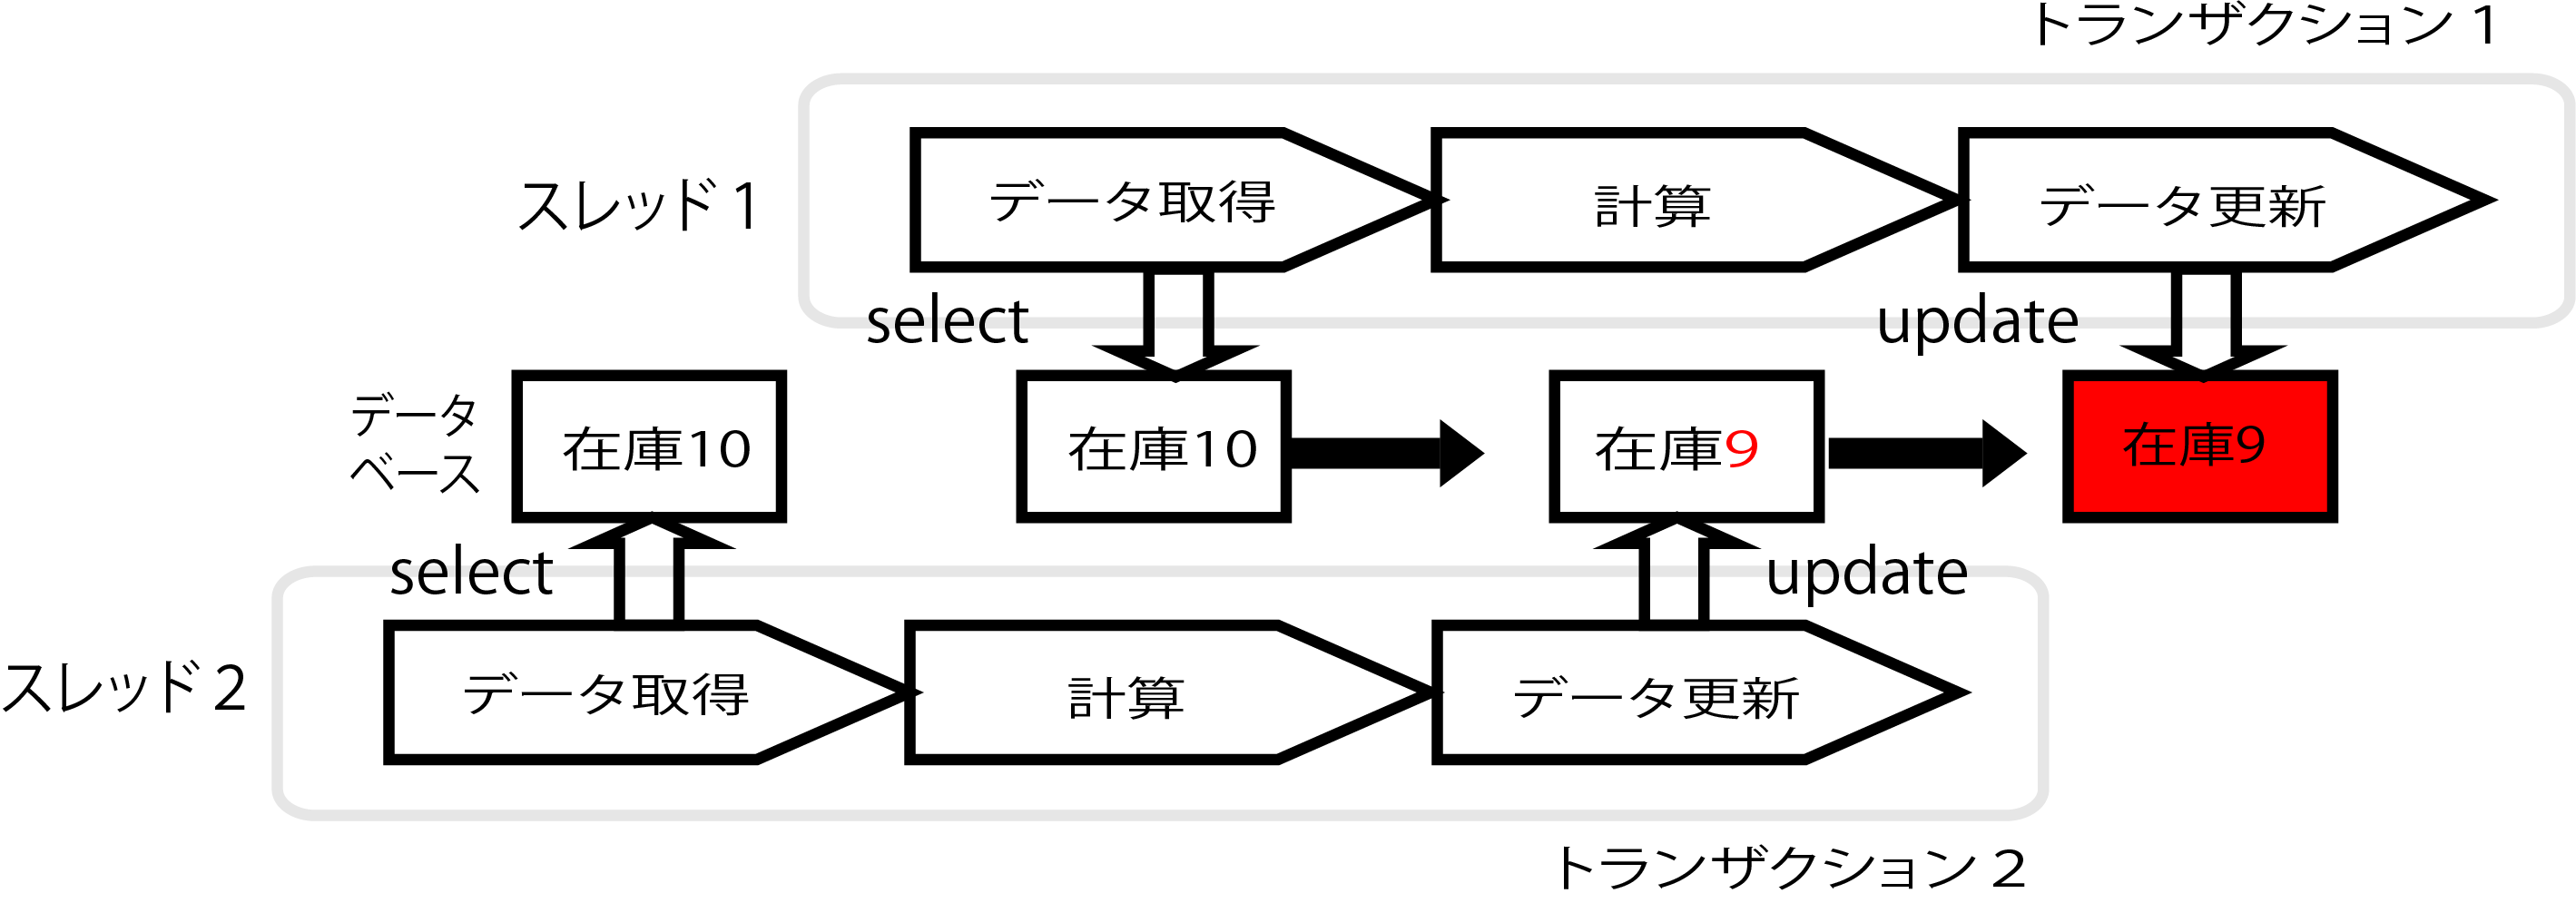 トランザクション 1
スレッド 1
データ取得
計算
データ更新
select
update
データ
ベース
在庫10
在庫10
在庫9
在庫9
select
update
スレッド 2
データ取得
計算
データ更新
トランザクション 2